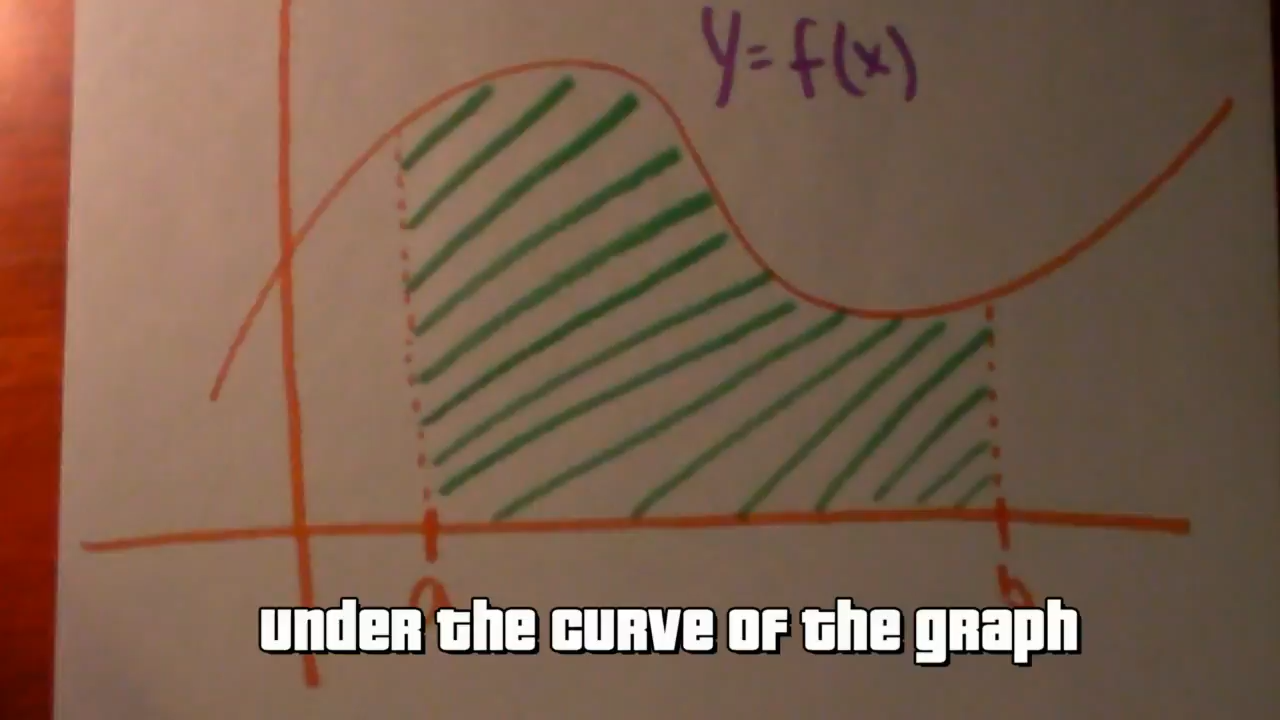 y=f(x)
a
b
under the curve of the graph